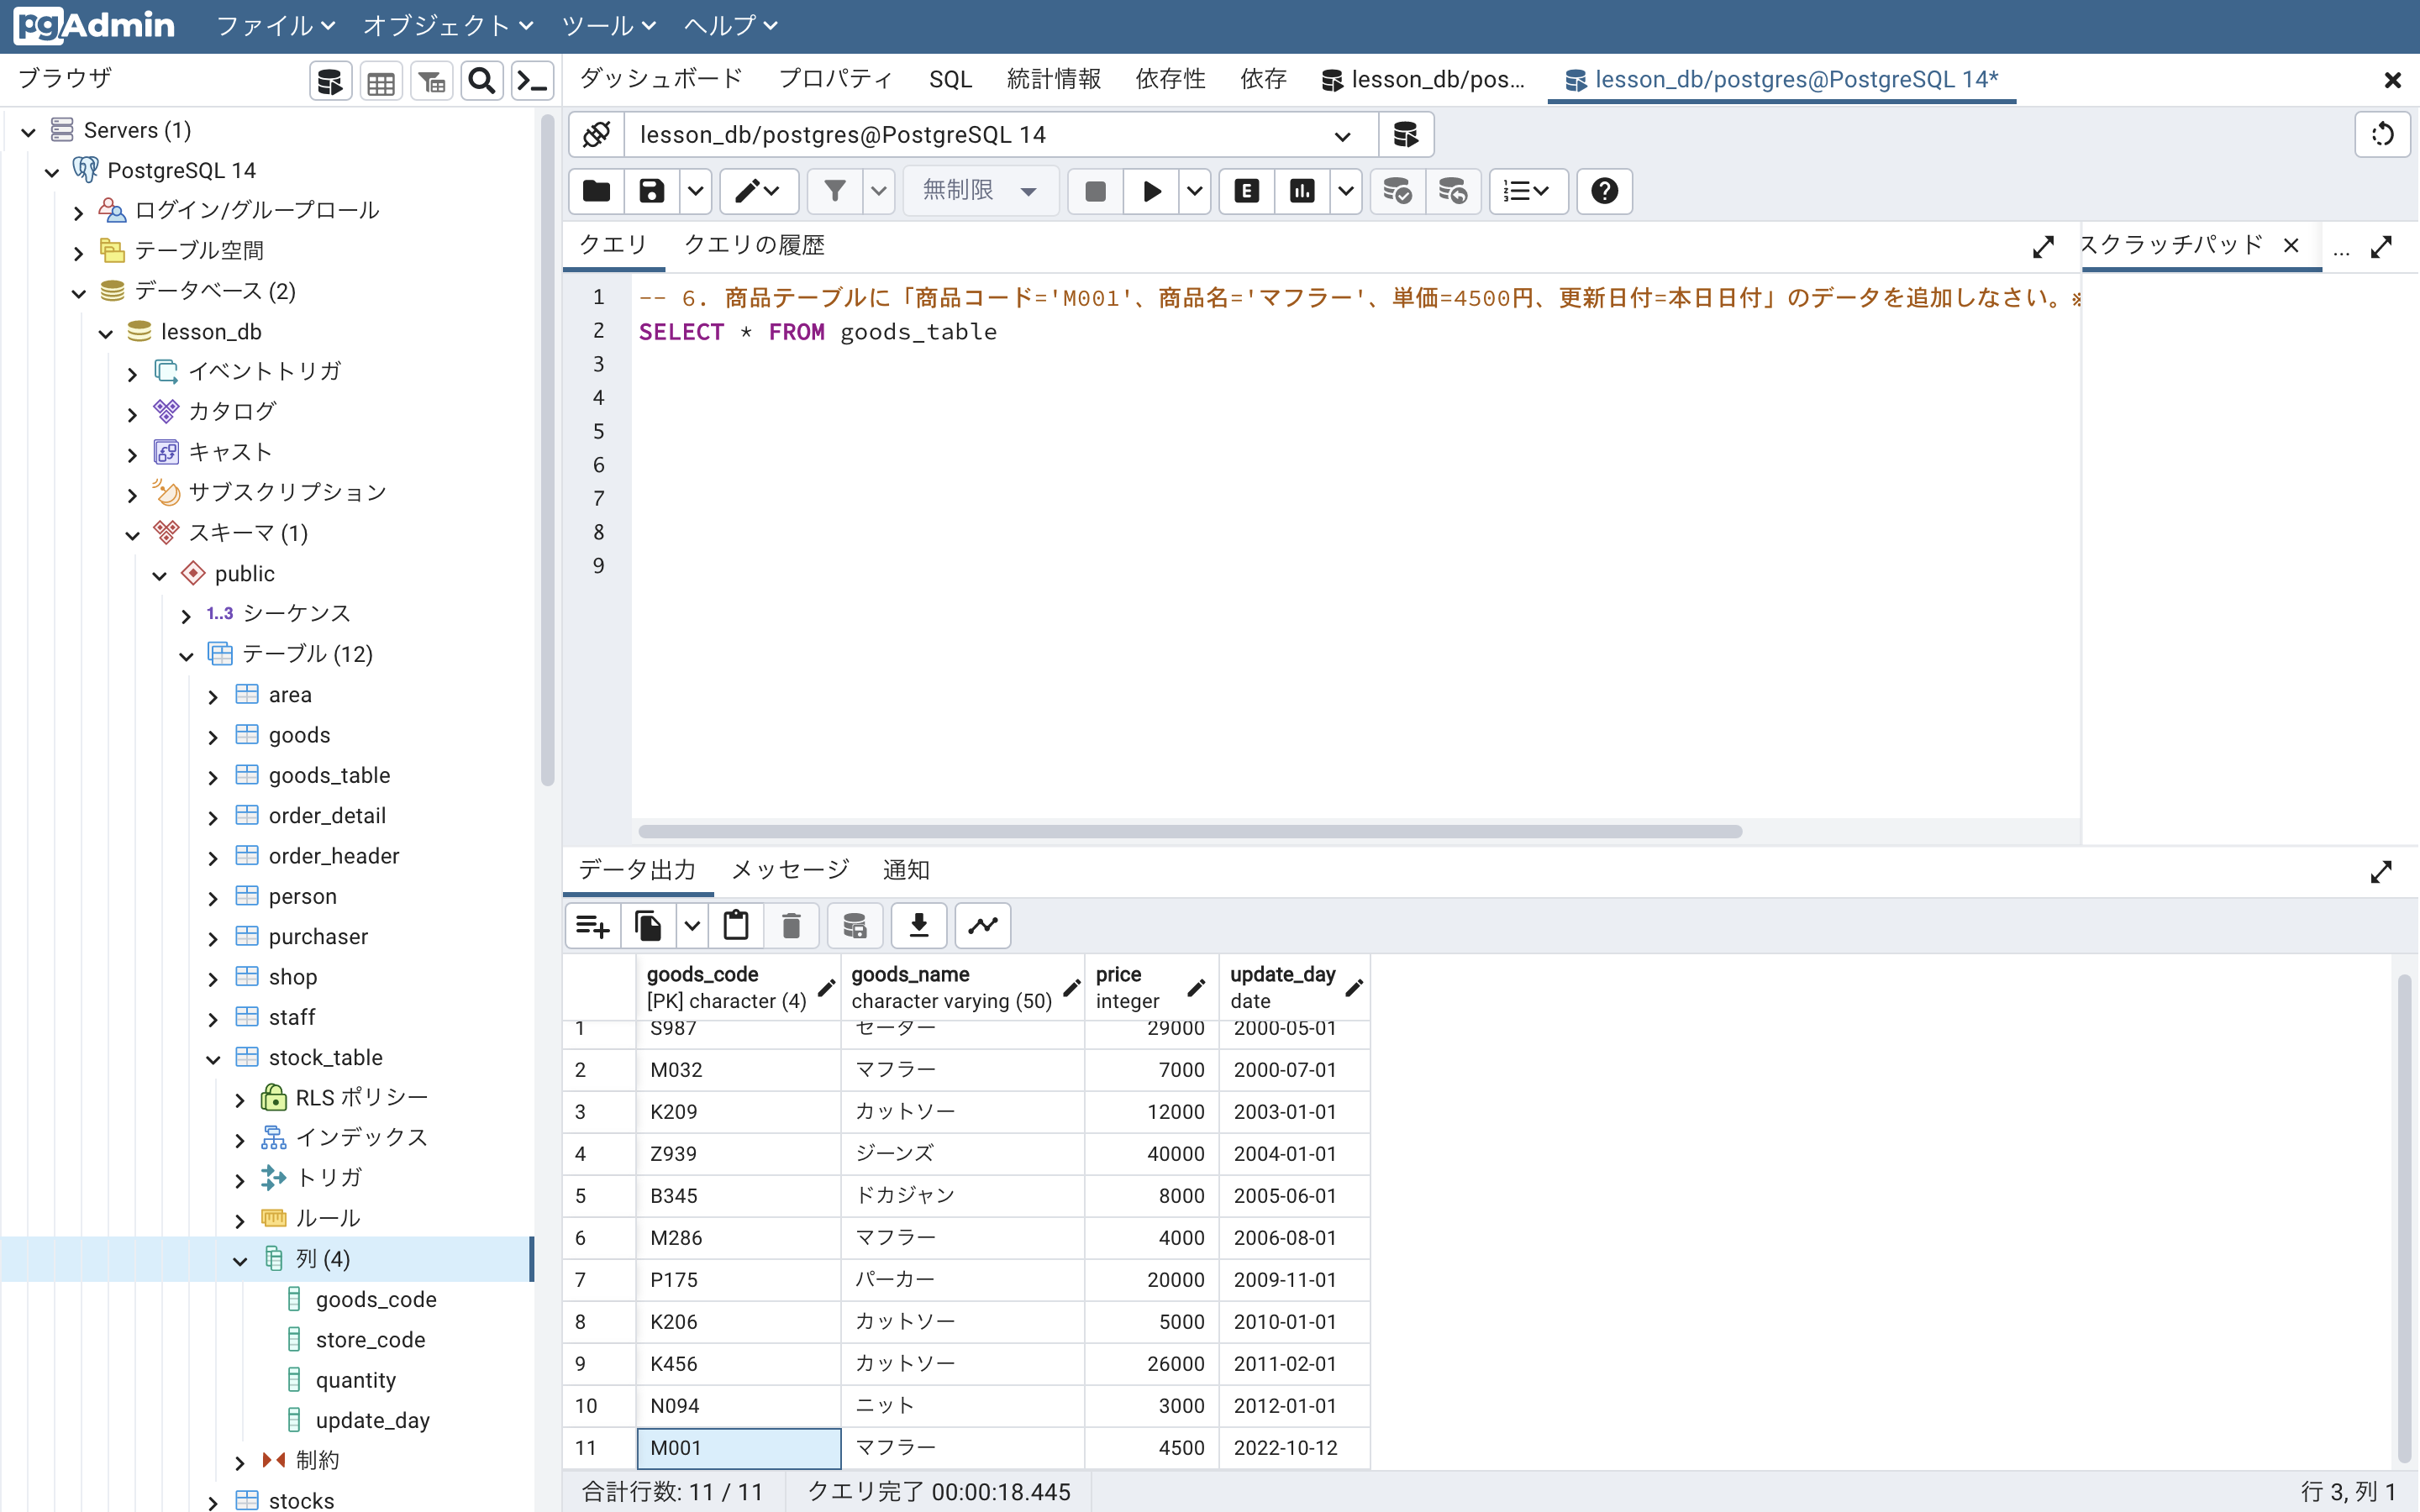 pgAdmin ファイル オブジェクト ツール ヘルプ
ブラウザ
ダッシュボード プロパティ SQL 統計情報 依存性 依存 lesson_db/pos... lesson_db/postgres@PostgreSQL 14*
Servers (1)
PostgreSQL 14
ログイン/グループロール
テーブル空間
データベース (2)
lesson_db
イベントトリガ
カタログ
キャスト
サブスクリプション
スキーマ (1)
public
1..3 シーケンス
テーブル (12)
area
goods
goods_table
order_detail
order_header
person
purchaser
shop
staff
stock_table
RLS ポリシー
インデックス
トリガ
ルール
列 (4)
goods_code
store_code
quantity
update_day
制約
stocks
lesson_db/postgres@PostgreSQL 14
無制限
E
クエリ クエリの履歴
スクラッチパッド ...
1 -- 6. 商品テーブルに「商品コード='M001'、商品名='マフラー'、単価=4500円、更新日付=本日日付」のデータを追加しなさい。※
2 SELECT * FROM goods_table
3
4
5
6
7
8
9
データ出力 メッセージ 通知
goods_code goods_name price update_day
[PK] character (4) character varying (50) integer date
1 S987 セーター 29000 2000-05-01
2 M032 マフラー 7000 2000-07-01
3 K209 カットソー 12000 2003-01-01
4 Z939 ジーンズ 40000 2004-01-01
5 B345 ドカジャン 8000 2005-06-01
6 M286 マフラー 4000 2006-08-01
7 P175 パーカー 20000 2009-11-01
8 K206 カットソー 5000 2010-01-01
9 K456 カットソー 26000 2011-02-01
10 N094 ニット 3000 2012-01-01
11 M001 マフラー 4500 2022-10-12
合計行数: 11 / 11 クエリ完了 00:00:18.445 行 3, 列 1